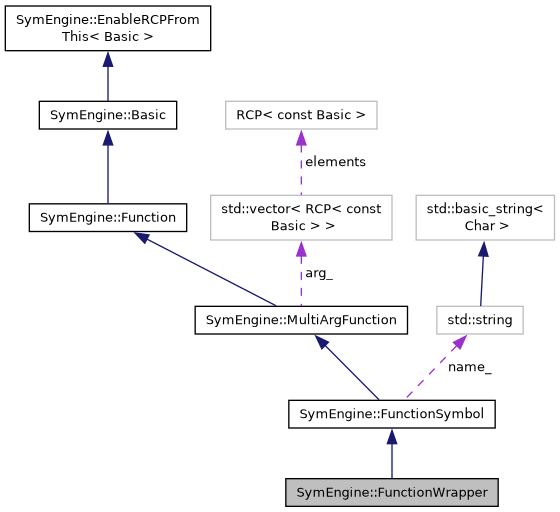 SymEngine::EnableRCPFrom
This< Basic >
SymEngine::Basic
RCP< const Basic >
elements
SymEngine::Function
std::vector< RCP< const
Basic > >
std::basic_string<
Char >
arg_
SymEngine::MultiArgFunction
std::string
name_
SymEngine::FunctionSymbol
SymEngine::FunctionWrapper